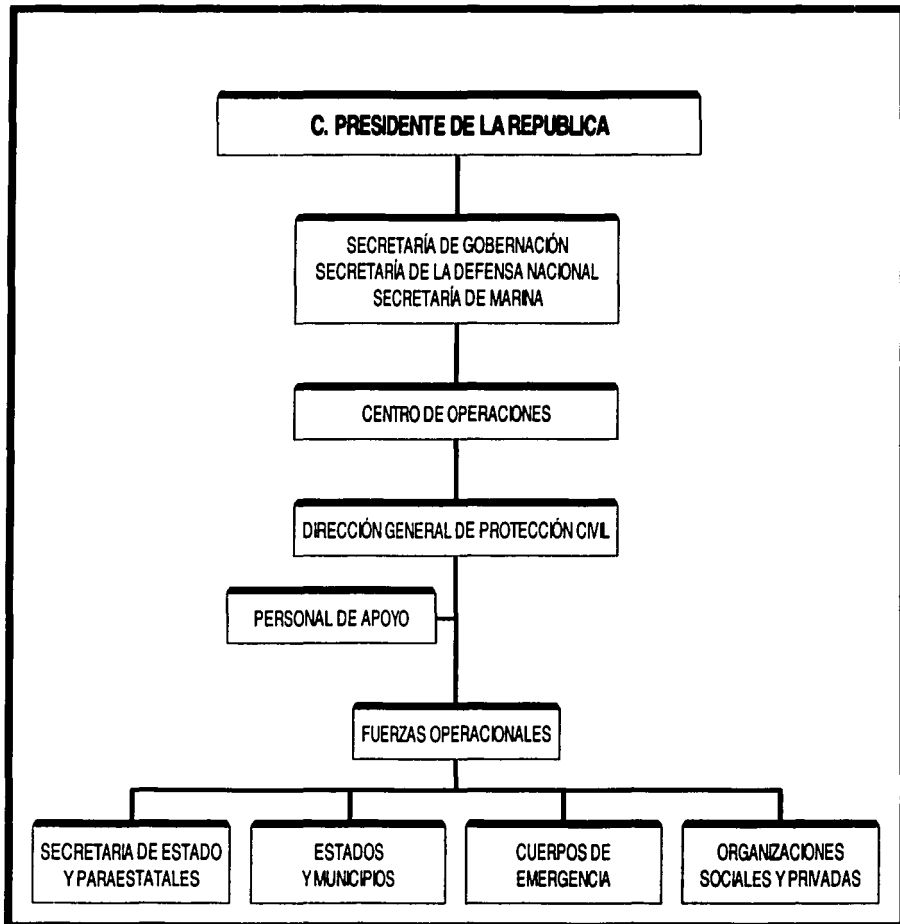 C. PRESIDENTE DE LA REPUBLICA
SECRETARÍA DE GOBERNACIÓN
SECRETARÍA DE LA DEFENSA NACIONAL
SECRETARÍA DE MARINA
CENTRO DE OPERACIONES
DIRECCIÓN GENERAL DE PROTECCIÓN CIVIL
PERSONAL DE APOYO
FUERZAS OPERACIONALES
SECRETARIA DE ESTADO
Y PARAESTATALES
ESTADOS
Y MUNICIPIOS
CUERPOS DE
EMERGENCIA
ORGANIZACIONES
SOCIALES Y PRIVADAS